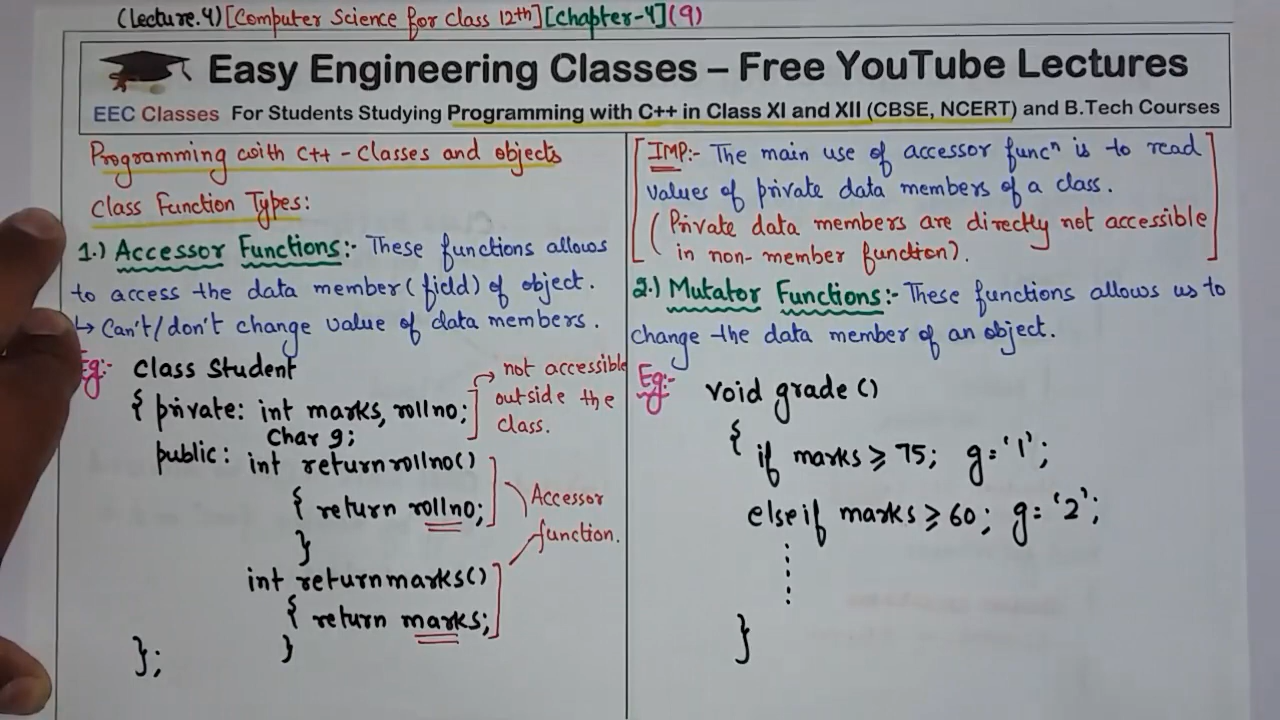 (Lecture.4)[Computer Science for class 12th][Chapter-4](9)
Easy Engineering Classes – Free YouTube Lectures
EEC Classes For Students Studying Programming with C++ in Class XI and XII (CBSE, NCERT) and B.Tech Courses
Programming with C++ - Classes and objects
Class Function Types:
1.) Accessor Functions:- These functions allows
to access the data member(field) of object.
↳ Can't/don't change value of data members.
Eg:- Class Student
{ private: int marks, rollno;
Char g;
→ not accessible
outside the
class.
public: int returnrollno()
{ return rollno;
}
int returnmarks()
{ return marks;
}
};
Accessor
function.
[IMP:- The main use of accessor funcⁿ is to read
values of private data members of a class.
(Private data members are directly not accessible
in non-member function).]
2.) Mutator Functions:- These functions allows us to
change the data member of an object.
Eg:- void grade()
{ if marks ≥ 75; g='1';
elseif marks ≥ 60; g='2';
}